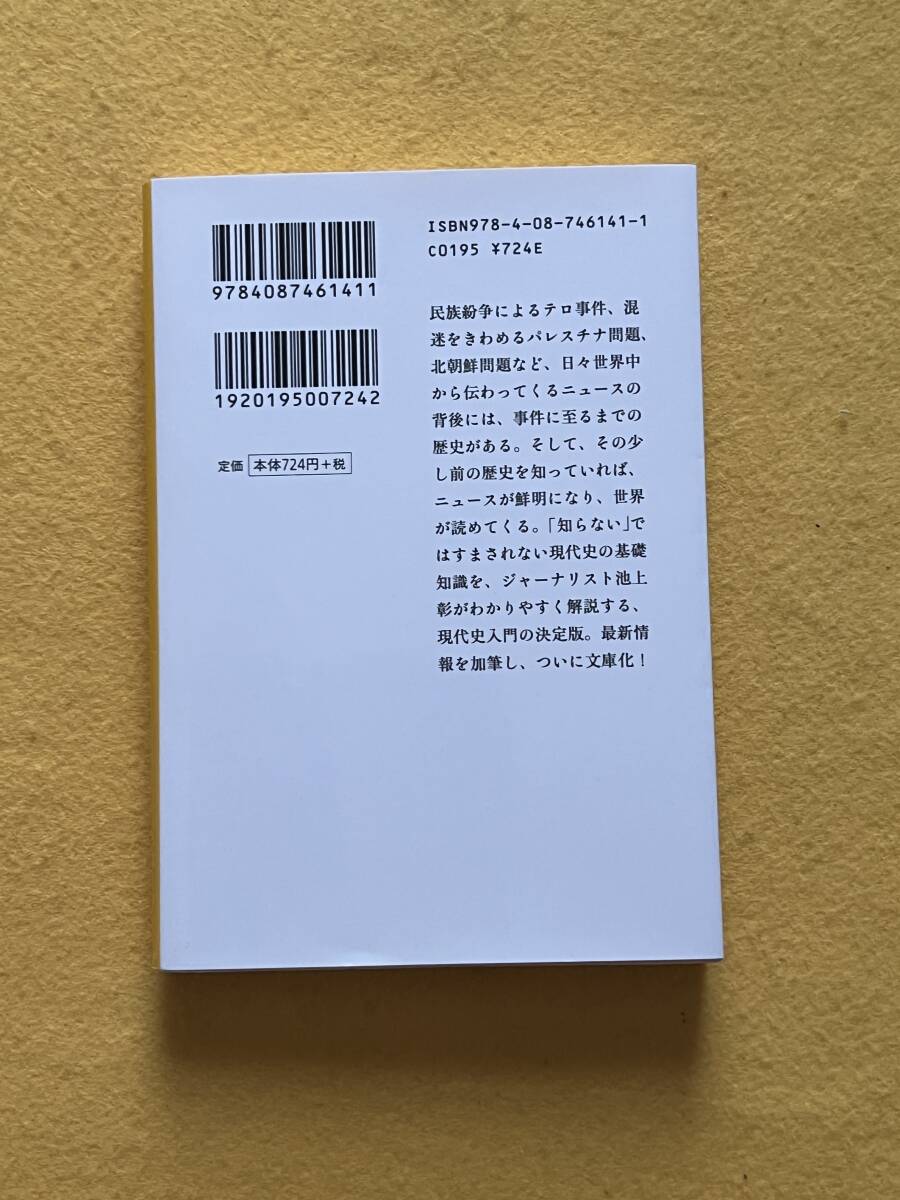 9784087461411
1920195007242
定価 本体724円+税
ISBN978-4-08-746141-1
C0195 ¥724E
民族紛争によるテロ事件、混
迷をきわめるパレスチナ問題、
北朝鮮問題など、日々世界中
から伝わってくるニュースの
背後には、事件に至るまでの
歴史がある。そして、その少
し前の歴史を知っていれば、
ニュースが鮮明になり、世界
が読めてくる。「知らない」で
はすまされない現代史の基礎
知識を、ジャーナリスト池上
彰がわかりやすく解説する、
現代史入門の決定版。最新情
報を加筆し、ついに文庫化!